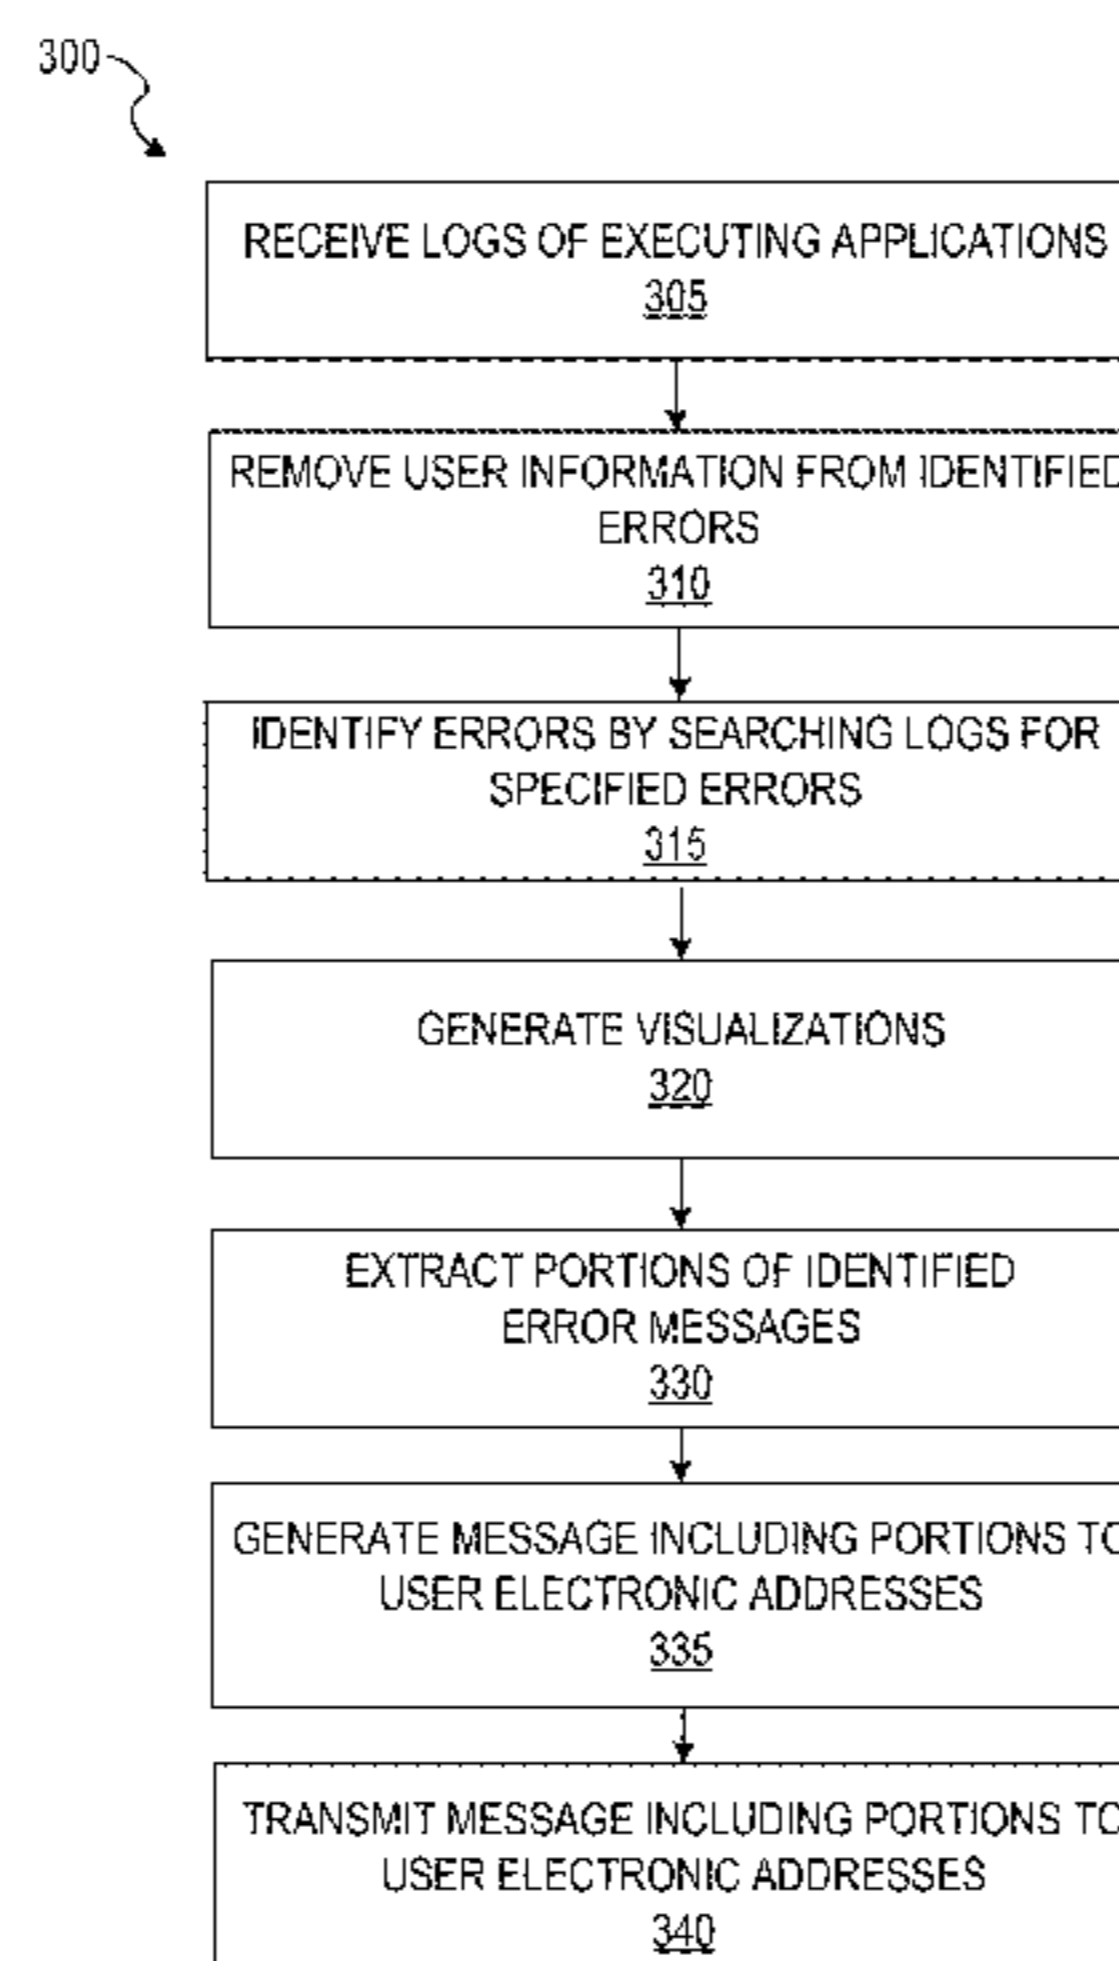 300
RECEIVE LOGS OF EXECUTING APPLICATIONS
305
REMOVE USER INFORMATION FROM IDENTIFIED
ERRORS
310
IDENTIFY ERRORS BY SEARCHING LOGS FOR
SPECIFIED ERRORS
315
GENERATE VISUALIZATIONS
320
EXTRACT PORTIONS OF IDENTIFIED
ERROR MESSAGES
330
GENERATE MESSAGE INCLUDING PORTIONS TO
USER ELECTRONIC ADDRESSES
335
TRANSMIT MESSAGE INCLUDING PORTIONS TO
USER ELECTRONIC ADDRESSES
340